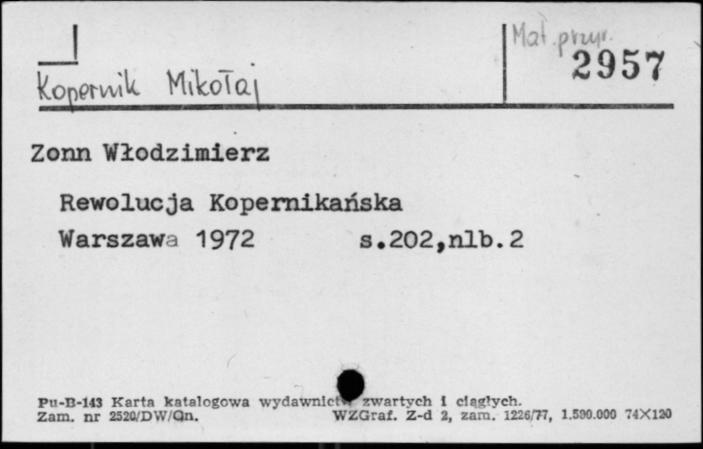 Mat. przyr.
2957
Kopernik Mikołaj
Zonn Włodzimierz
Rewolucja Kopernikańska
Warszawa 1972 s.202,nlb.2
Pu-B-143 Karta katalogowa wydawnictw zwartych i ciągłych.
Zam. nr 2520/DW/Gn. WZGraf. Z-d 2, zam. 1226/77, 1.500.000 74X120